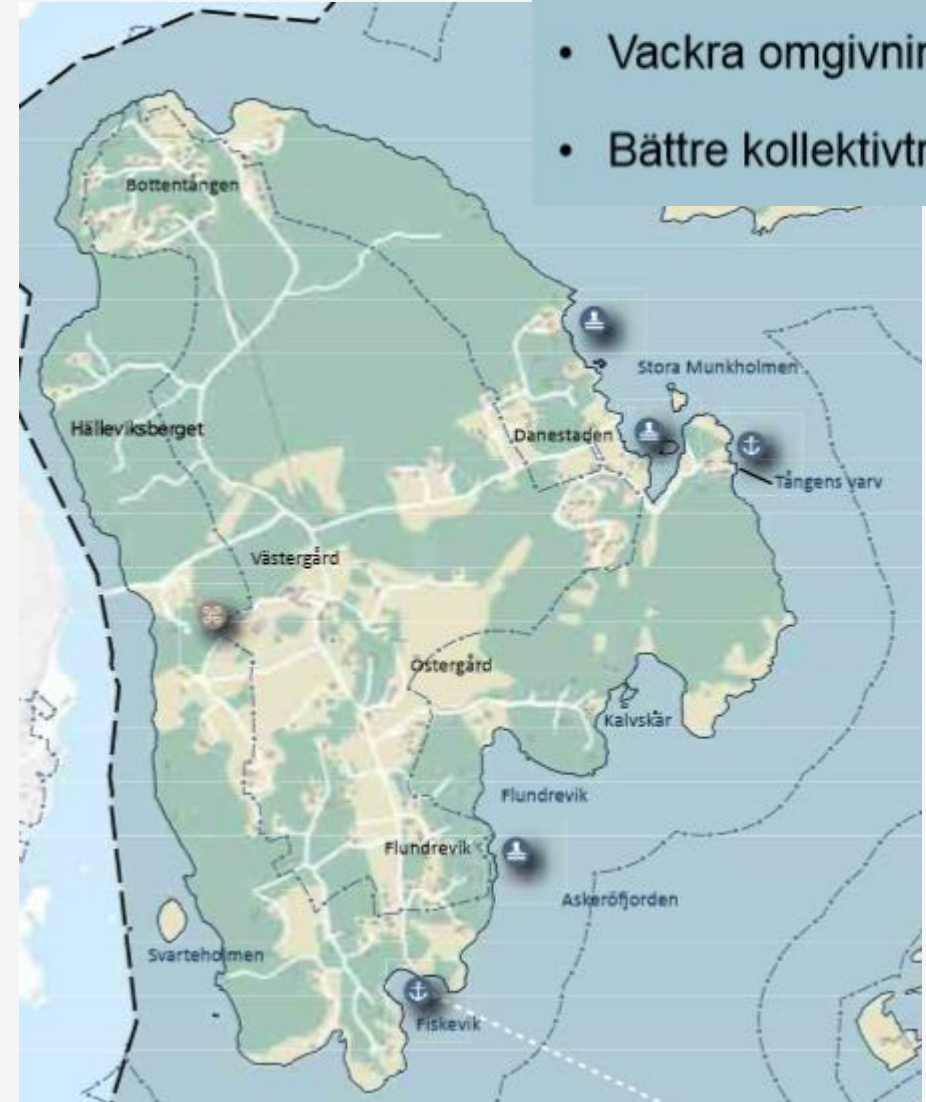 • Vackra omgivnin
• Bättre kollektivtr
Bottentången
Stora Munkholmen
Hälleviksberget
Danestaden
Tångens varv
Västergård
Östergård
Kalvskär
Flundrevik
Flundrevik
Askeröfjorden
Svarteholmen
Fiskevik